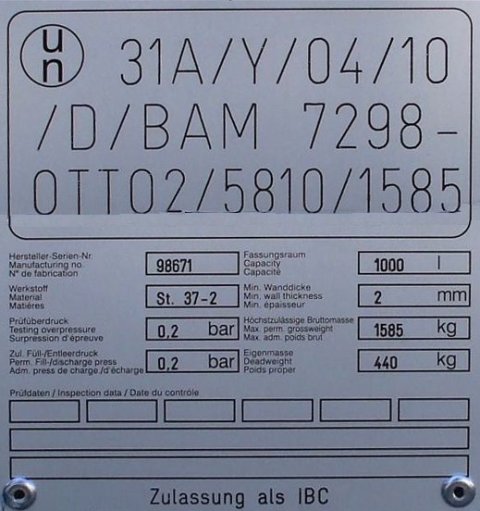 un
31A/Y/04/10
/D/BAM 7298-
OTTO2/5810/1585
Hersteller-Serien-Nr.
Manufacturing no.
N° de fabrication
98671
Fassungsraum
Capacity
Capacité
1000 l
Werkstoff
Material
Matières
St. 37-2
Min. Wanddicke
Min. wall thickness
Min. épaisseur
2 mm
Prüfüberdruck
Testing overpressure
Surpression d'épreuve
0,2 bar
Höchstzulässige Bruttomasse
Max. perm. grossweight
Max. adm. poids brut
1585 kg
Zul. Füll-/Entleerdruck
Perm. Fill-/discharge press
Adm. press de charge /d'écharge
0,2 bar
Eigenmasse
Deadweight
Poids proper
440 kg
Prüfdaten / Inspection data / Date du contrôle
Zulassung als IBC